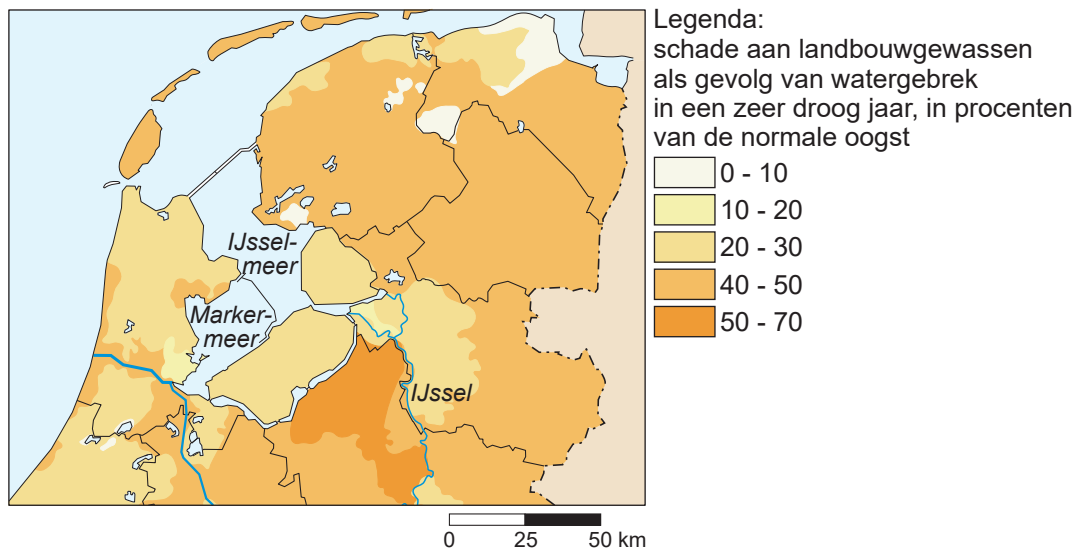 Legenda:
schade aan landbouwgewassen
als gevolg van watergebrek
in een zeer droog jaar, in procenten
van de normale oogst
0 - 10
10 - 20
20 - 30
40 - 50
50 - 70
IJssel-
meer
Marker-
meer
IJssel
0 25 50 km